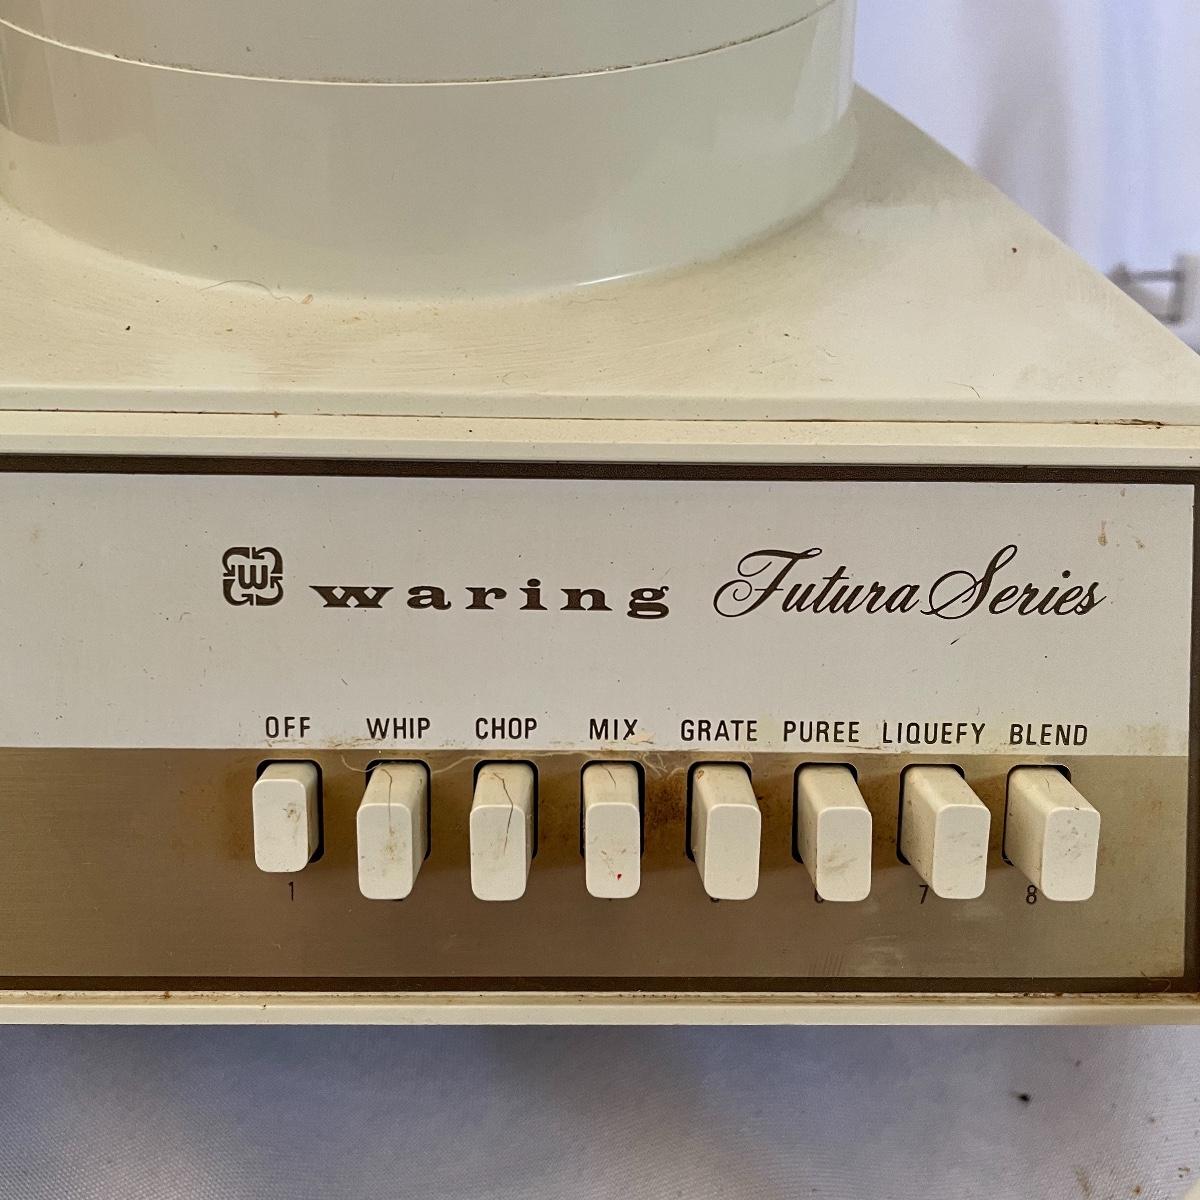 W waring Futura Series
OFF WHIP CHOP MIX GRATE PUREE LIQUEFY BLEND
1 7 8